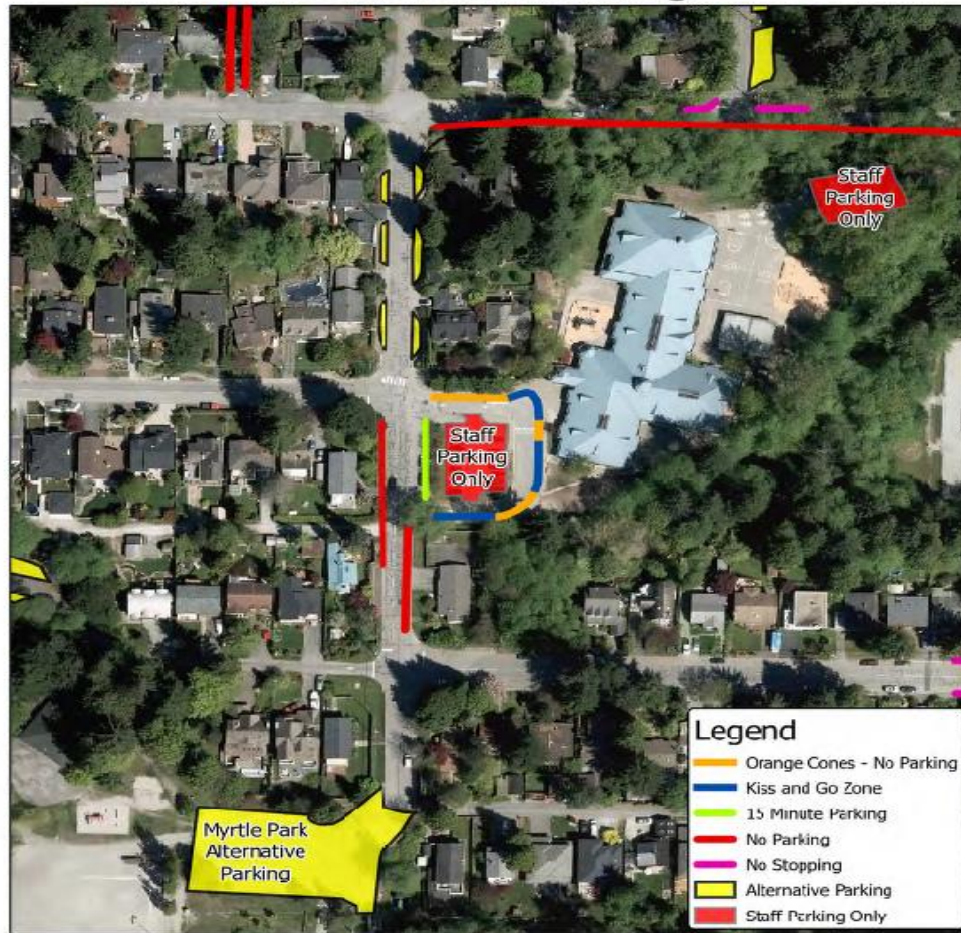 Staff
Parking
Only
Staff
Parking
Only
Myrtle Park
Alternative
Parking
Legend
Orange Cones - No Parking
Kiss and Go Zone
15 Minute Parking
No Parking
No Stopping
Alternative Parking
Staff Parking Only